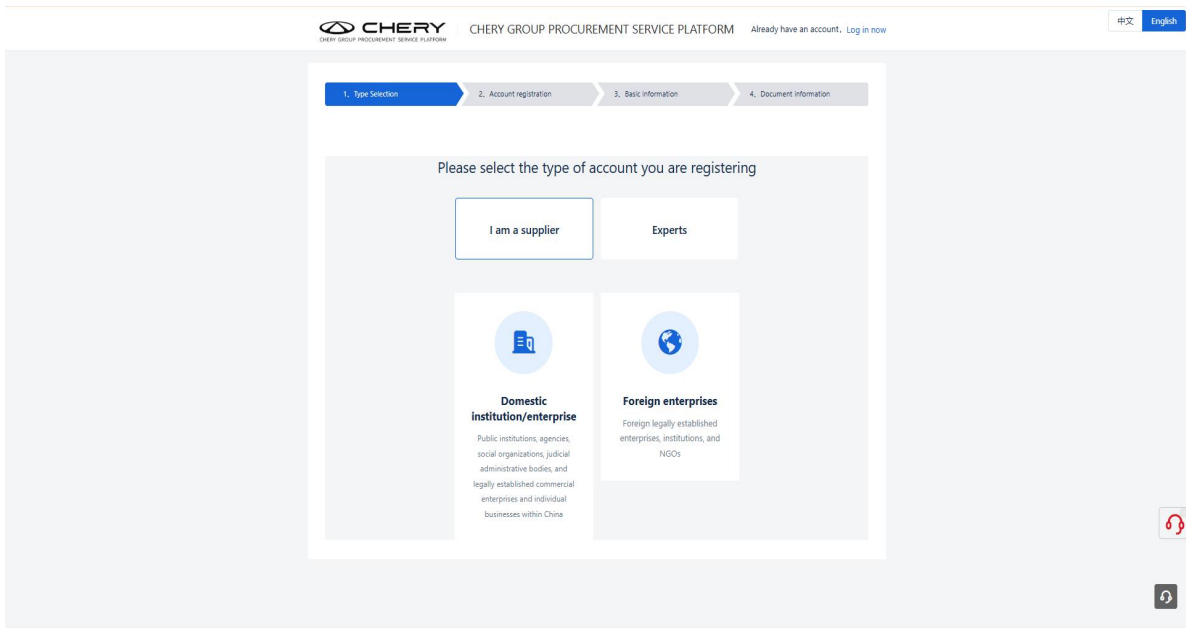 CHERY
CHERY GROUP PROCUREMENT SERVICE PLATFORM
CHERY GROUP PROCUREMENT SERVICE PLATFORM
Already have an account, Log in now
中文
English
1、Type Selection
2、Account registration
3、Basic information
4、Document information
Please select the type of account you are registering
I am a supplier
Experts
Domestic
institution/enterprise
Public institutions, agencies,
social organizations, judicial
administrative bodies, and
legally established commercial
enterprises and individual
businesses within China
Foreign enterprises
Foreign legally established
enterprises, institutions, and
NGOs